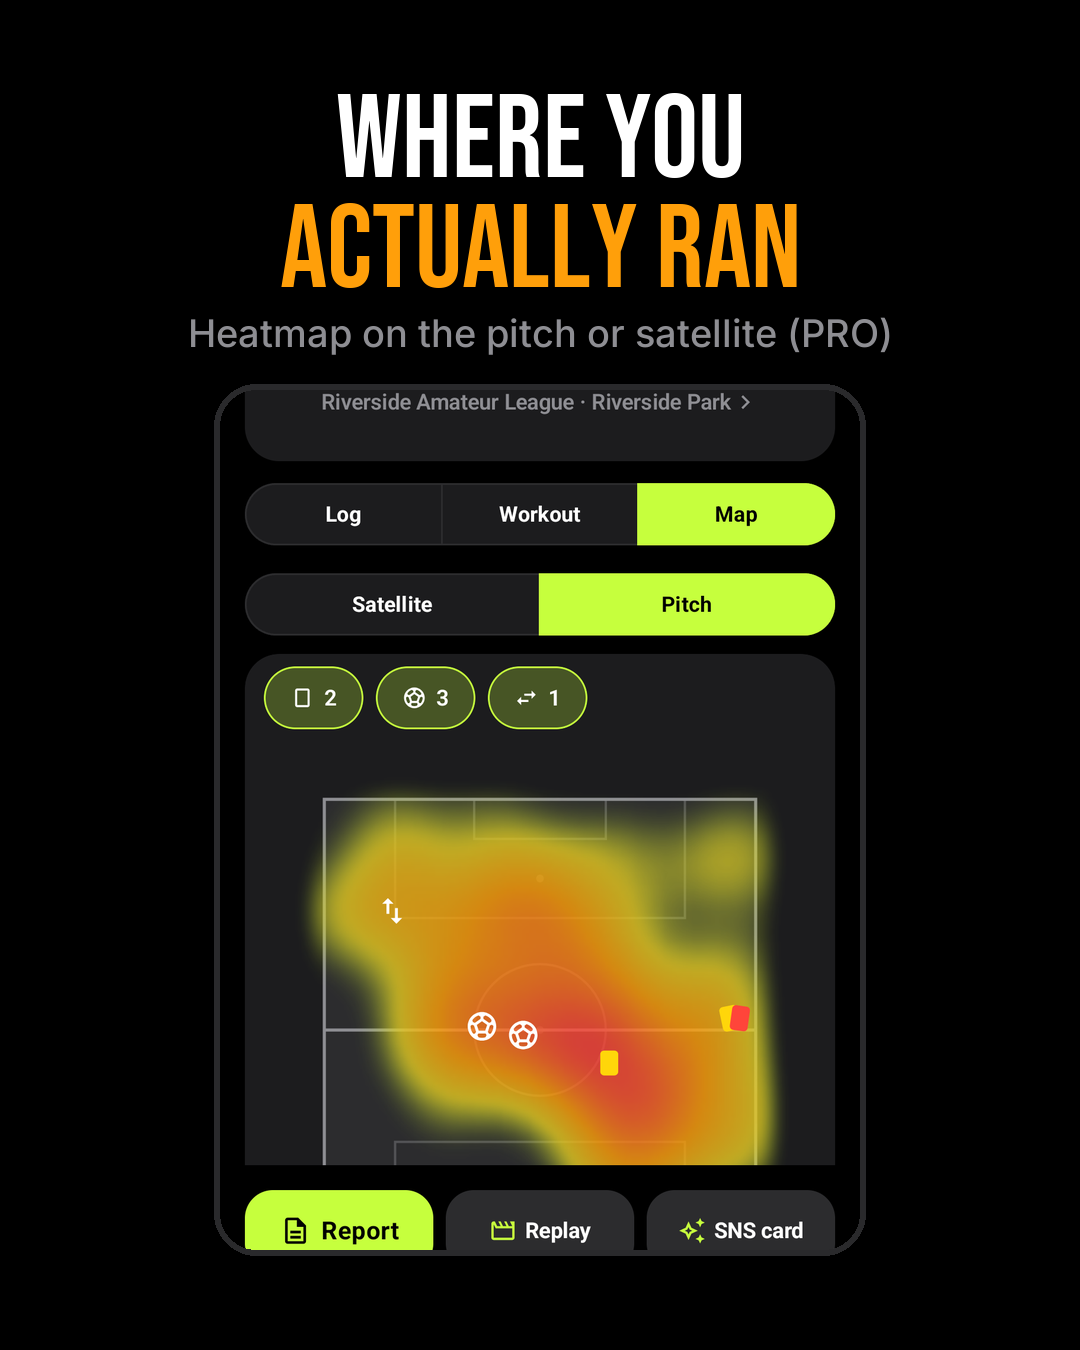 WHERE YOU
ACTUALLY RAN
Heatmap on the pitch or satellite (PRO)
Riverside Amateur League · Riverside Park >
Log Workout Map
Satellite Pitch
2 3 1
Report Replay SNS card